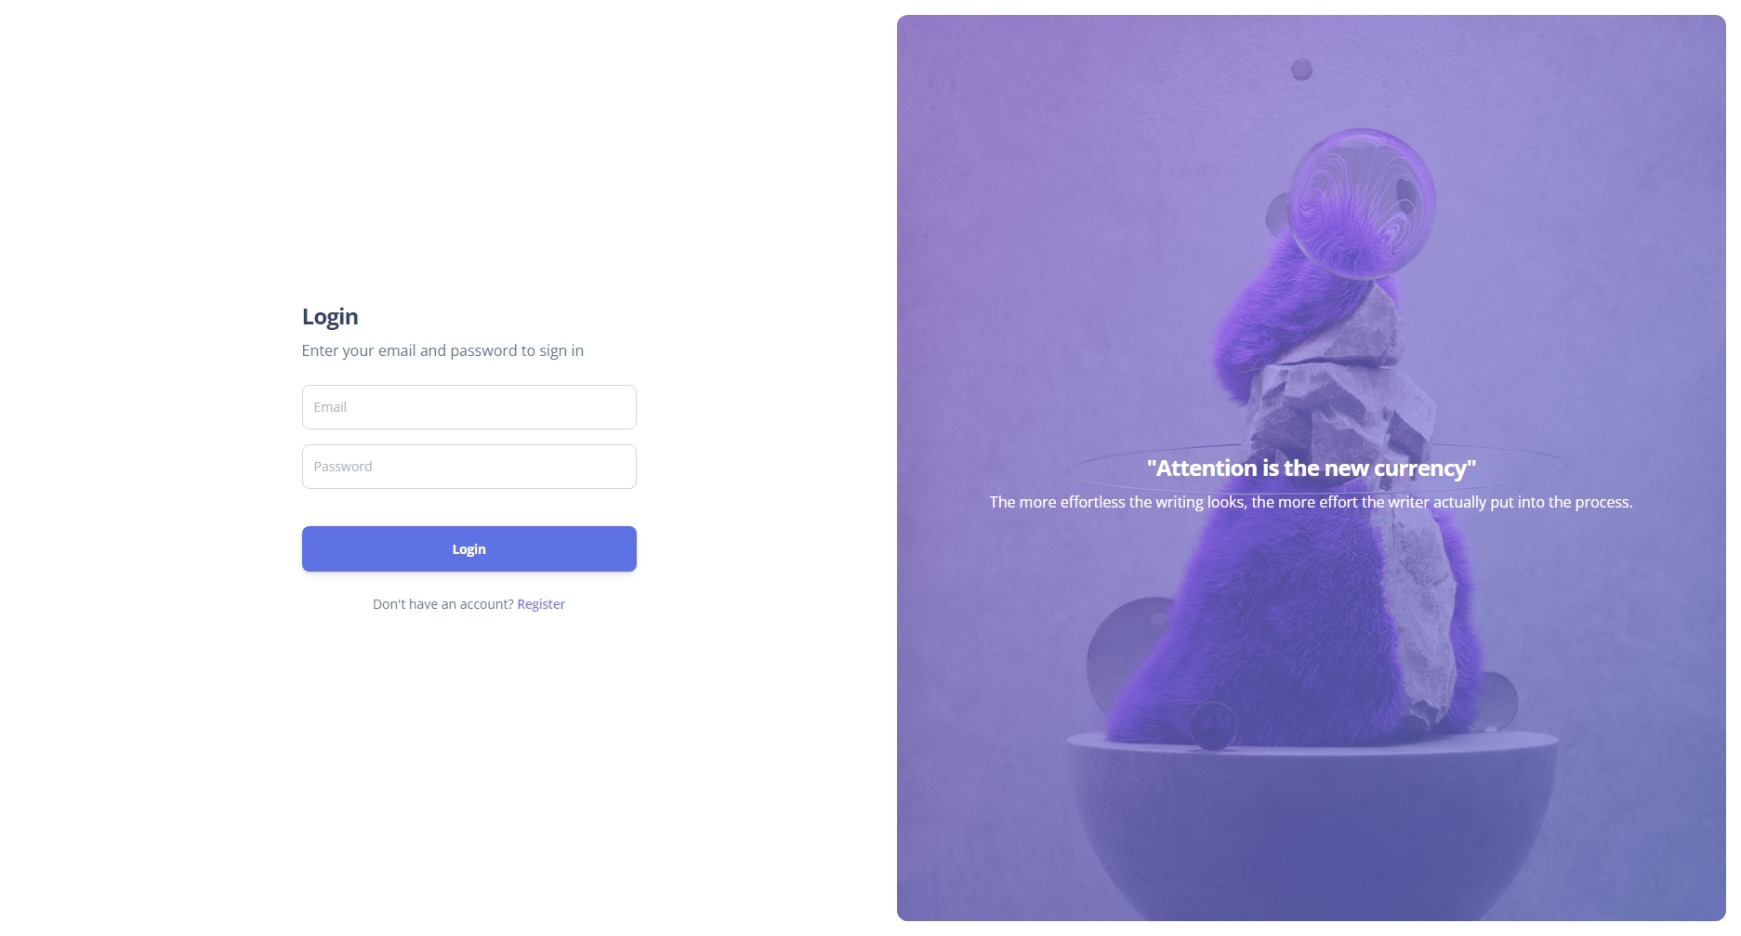 Login
Enter your email and password to sign in
Email
Password
Login
Don't have an account? Register
"Attention is the new currency"
The more effortless the writing looks, the more effort the writer actually put into the process.